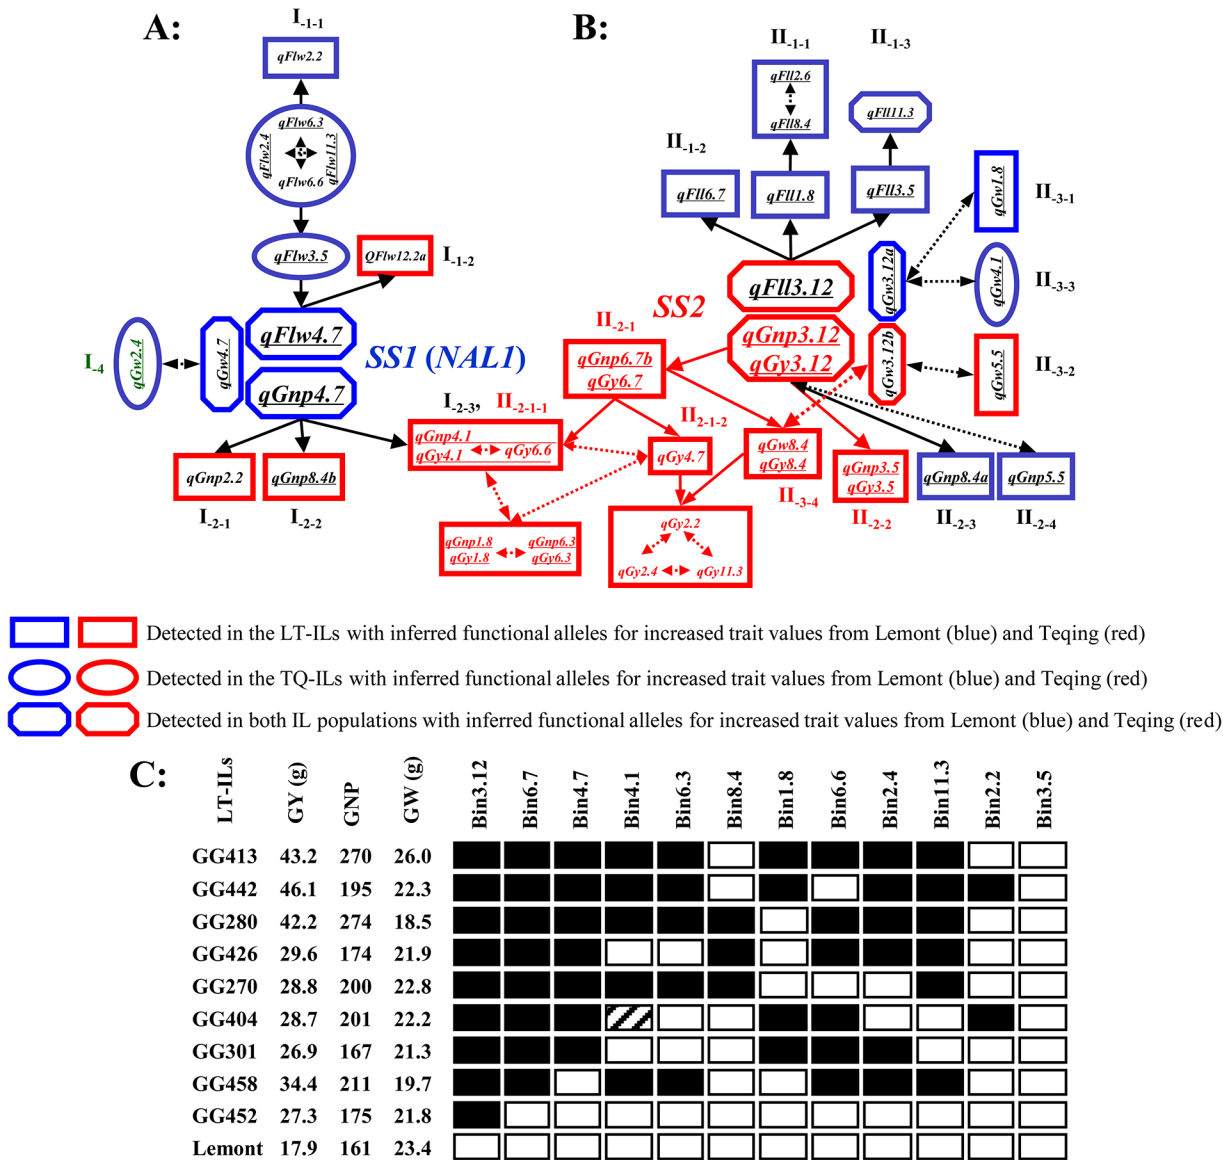 A:
I-1-1
qFlw2.2
qFlw6.3
qFlw2.4
qFlw11.3
qFlw6.6
qFlw3.5
QFlw12.2a
I-1-2
qFlw4.7
SS1 (NAL1)
I-4
qGw2.4
qGw4.7
qGnp4.7
I-2-3, II-2-1-1
qGnp4.1
qGy4.1
qGy6.6
qGnp2.2
qGnp8.4b
I-2-1
I-2-2
B:
II-1-1
II-1-3
qFll2.6
qFll8.4
qFll11.3
II-1-2
qFll6.7
qFll1.8
qFll3.5
qGw1.8
II-3-1
qFll3.12
qGw3.12a
qGw4.1
II-3-3
SS2
II-2-1
qGnp3.12
qGy3.12
qGnp6.7b
qGy6.7
qGw3.12b
qGw5.5
II-3-2
II2-1-2
qGy4.7
qGw8.4
qGy8.4
II-3-4
qGnp3.5
qGy3.5
II-2-2
qGnp8.4a
II-2-3
qGnp5.5
II-2-4
qGnp1.8
qGy1.8
qGnp6.3
qGy6.3
qGy2.2
qGy2.4
qGy11.3
Detected in the LT-ILs with inferred functional alleles for increased trait values from Lemont (blue) and Teqing (red)
Detected in the TQ-ILs with inferred functional alleles for increased trait values from Lemont (blue) and Teqing (red)
Detected in both IL populations with inferred functional alleles for increased trait values from Lemont (blue) and Teqing (red)
C:
LT-ILs GY (g) GNP GW (g) Bin3.12 Bin6.7 Bin4.7 Bin4.1 Bin6.3 Bin8.4 Bin1.8 Bin6.6 Bin2.4 Bin11.3 Bin2.2 Bin3.5
GG413 43.2 270 26.0
GG442 46.1 195 22.3
GG280 42.2 274 18.5
GG426 29.6 174 21.9
GG270 28.8 200 22.8
GG404 28.7 201 22.2
GG301 26.9 167 21.3
GG458 34.4 211 19.7
GG452 27.3 175 21.8
Lemont 17.9 161 23.4